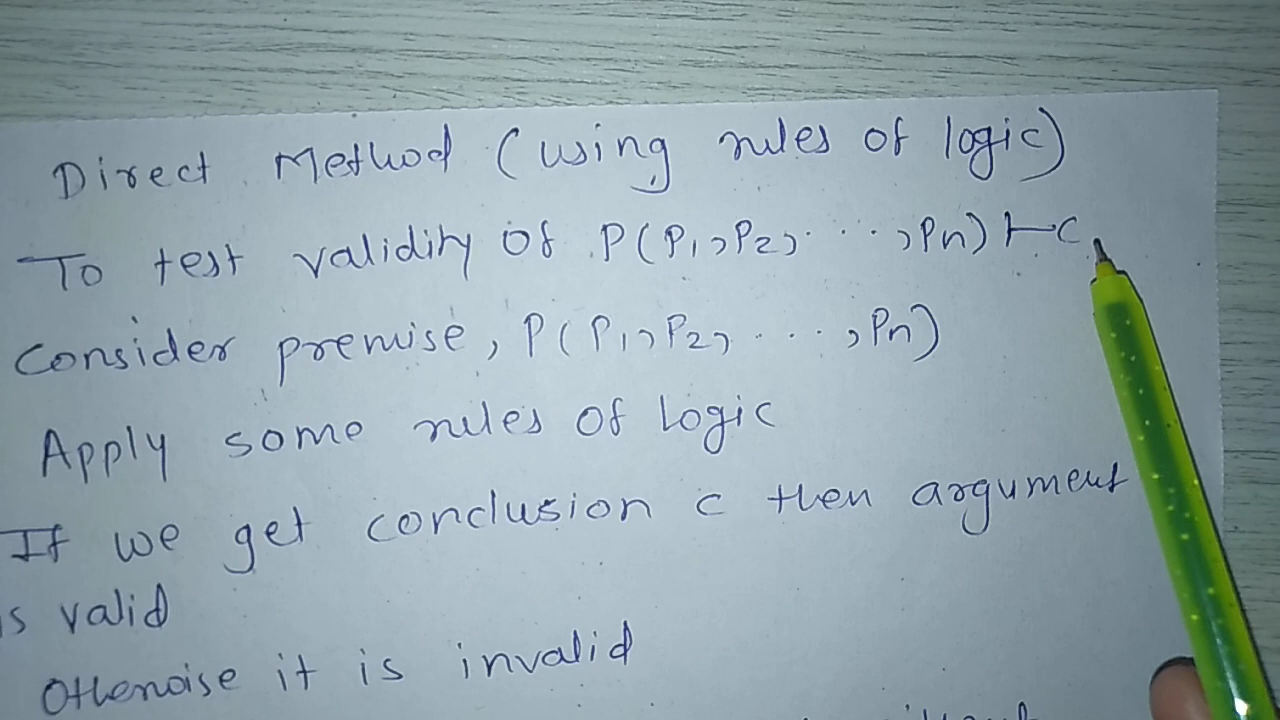 Direct Method (using rules of logic)
To test validity of P(P1,P2,.....,Pn)⊢C
Consider premise, P(P1,P2,....,Pn)
Apply some rules of Logic
If we get conclusion C then argument
is valid
Otherwise it is invalid